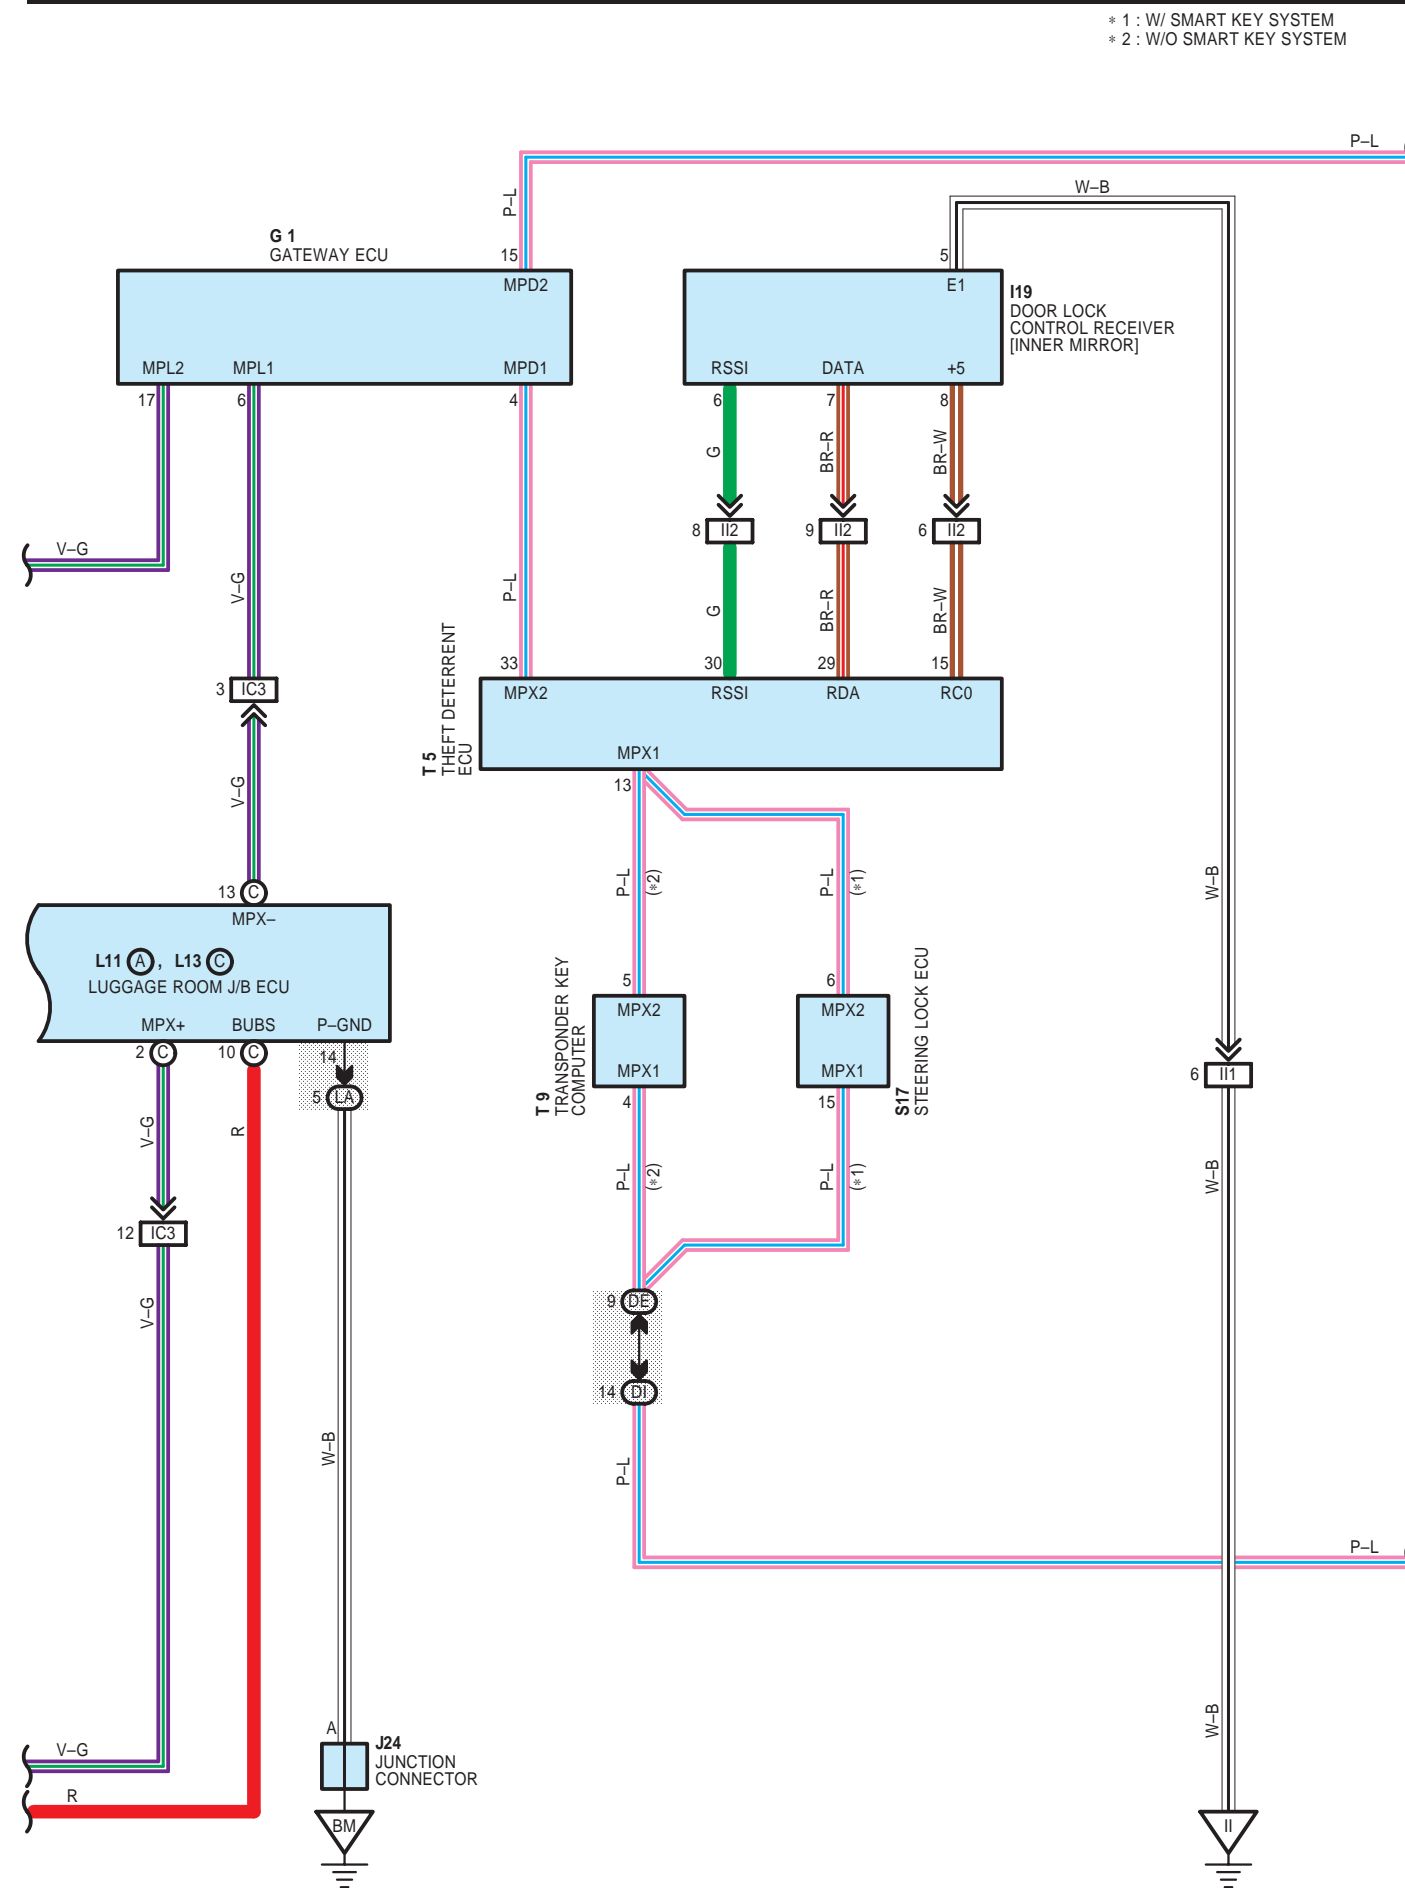 * 1 : W/ SMART KEY SYSTEM
* 2 : W/O SMART KEY SYSTEM
P–L
W–B
P–L
G 1
GATEWAY ECU
15
5
MPD2
E1
I19
DOOR LOCK
CONTROL RECEIVER
[INNER MIRROR]
MPL2
MPL1
MPD1
RSSI
DATA
+5
17
6
4
6
7
8
G
BR–R
BR–W
8
II2
9
II2
6
II2
V–G
V–G
P–L
G
BR–R
BR–W
33
30
29
15
3
IC3
T 5
THEFT DETERRENT
ECU
MPX2
RSSI
RDA
RC0
MPX1
13
V–G
P–L
(*2)
P–L
(*1)
W–B
13
C
MPX–
L11 A , L13 C
LUGGAGE ROOM J/B ECU
MPX+
BUBS
P–GND
2
C
10
C
14
5
LA
5
6
MPX2
MPX2
MPX1
MPX1
T 9
TRANSPONDER KEY
COMPUTER
S17
STEERING LOCK ECU
4
15
6
II1
V–G
R
P–L
(*2)
P–L
(*1)
W–B
12
IC3
V–G
9
DE
14
DI
W–B
P–L
P–L
A
J24
JUNCTION
CONNECTOR
W–B
V–G
R
BM
II